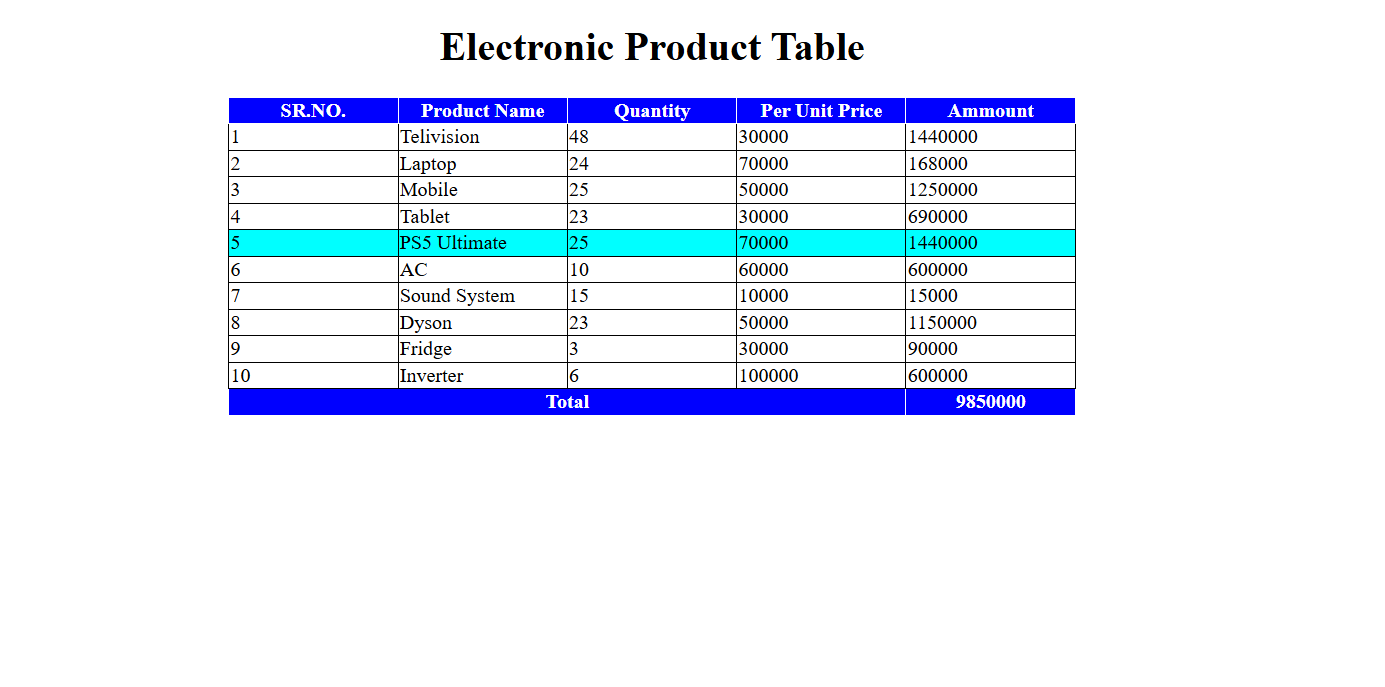 Electronic Product Table
SR.NO. Product Name Quantity Per Unit Price Ammount
1 Telivision 48 30000 1440000
2 Laptop 24 70000 168000
3 Mobile 25 50000 1250000
4 Tablet 23 30000 690000
5 PS5 Ultimate 25 70000 1440000
6 AC 10 60000 600000
7 Sound System 15 10000 15000
8 Dyson 23 50000 1150000
9 Fridge 3 30000 90000
10 Inverter 6 100000 600000
Total 9850000